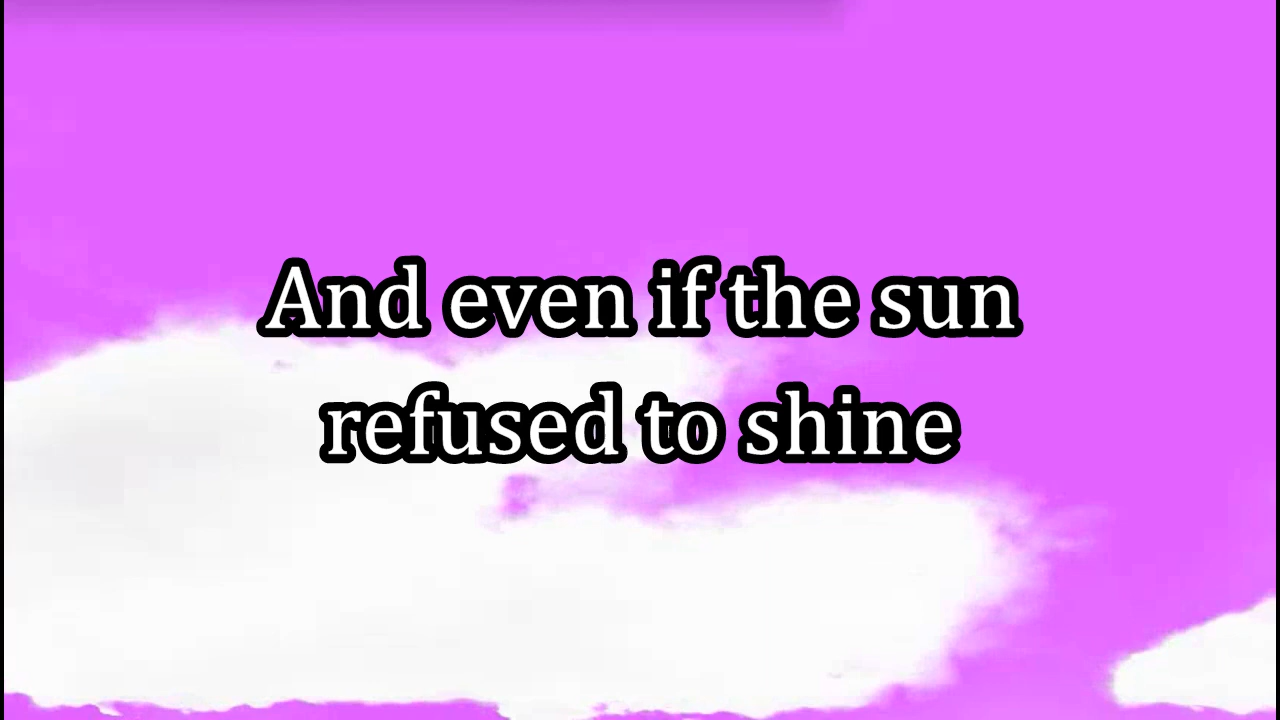 And even if the sun
refused to shine